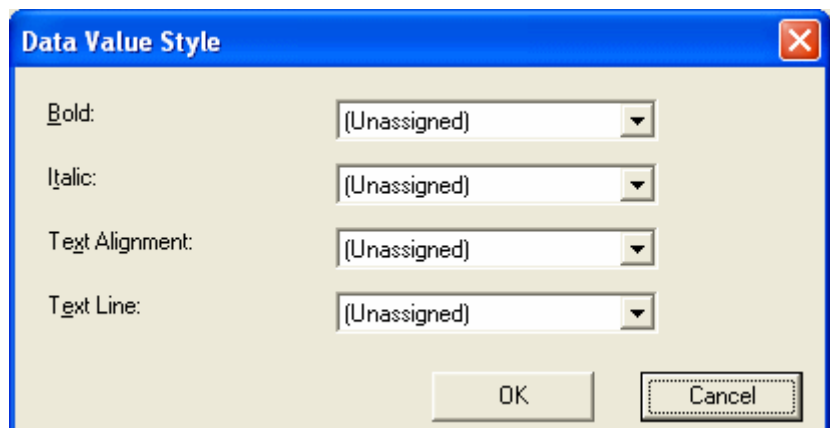 Data Value Style
Bold: (Unassigned)
Italic: (Unassigned)
Text Alignment: (Unassigned)
Text Line: (Unassigned)
OK Cancel